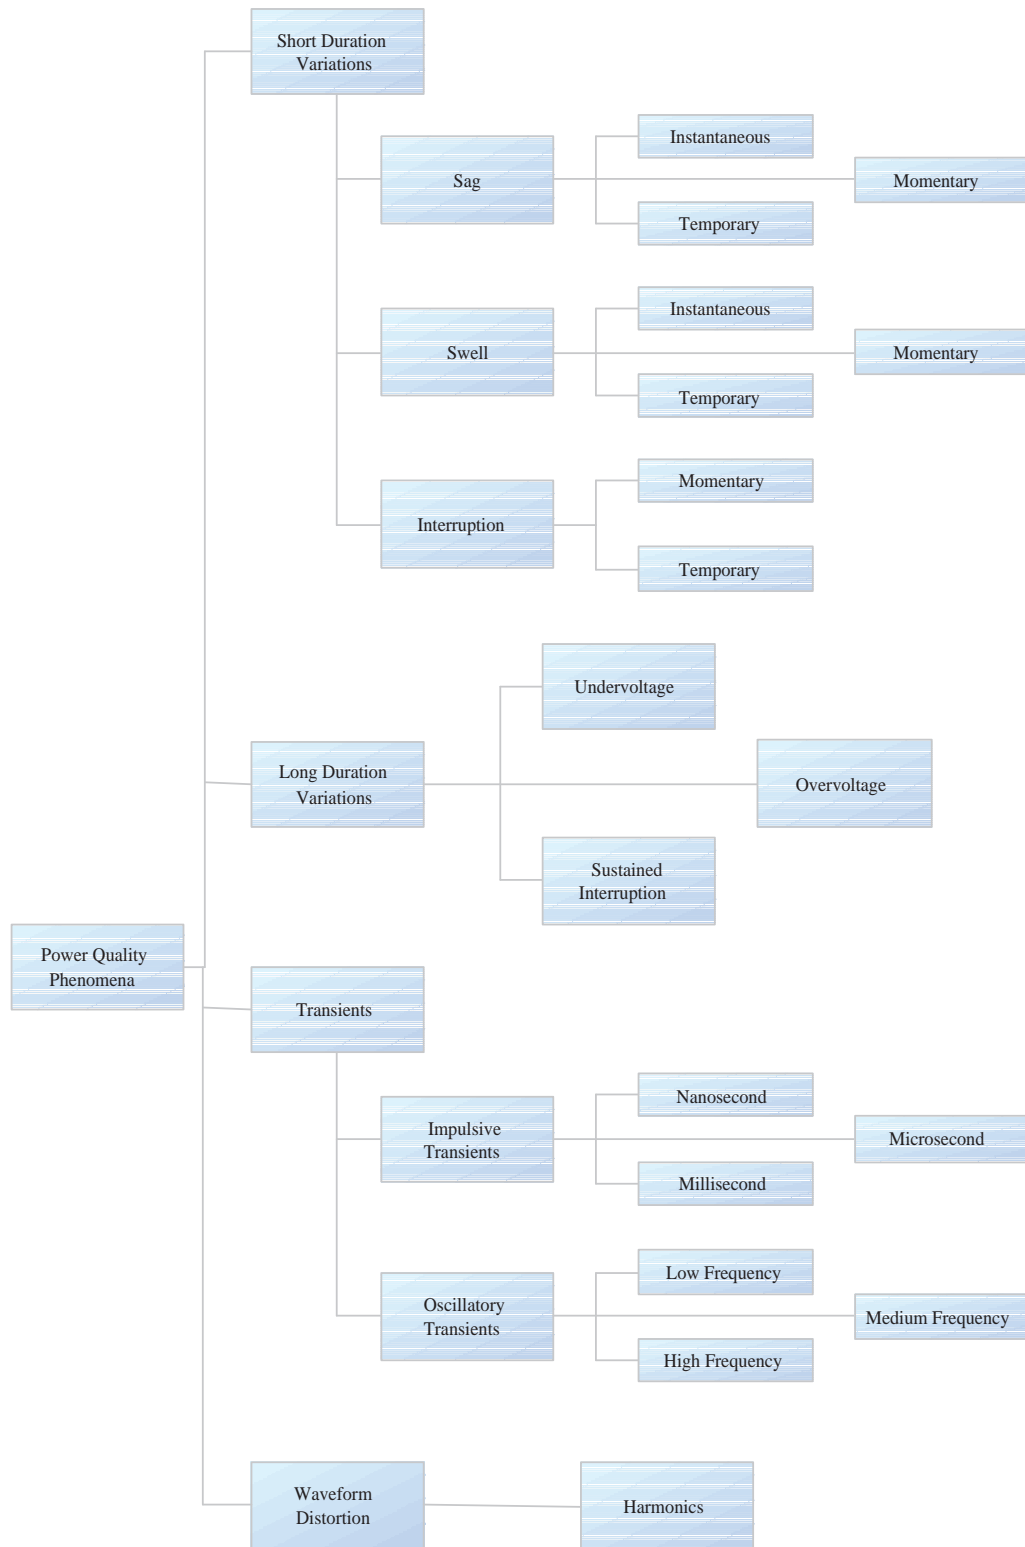 Short Duration
Variations
Instantaneous
Sag
Momentary
Temporary
Instantaneous
Swell
Momentary
Temporary
Momentary
Interruption
Temporary
Undervoltage
Long Duration
Variations
Overvoltage
Sustained
Interruption
Power Quality
Phenomena
Transients
Nanosecond
Impulsive
Transients
Microsecond
Millisecond
Low Frequency
Oscillatory
Transients
Medium Frequency
High Frequency
Waveform
Distortion
Harmonics